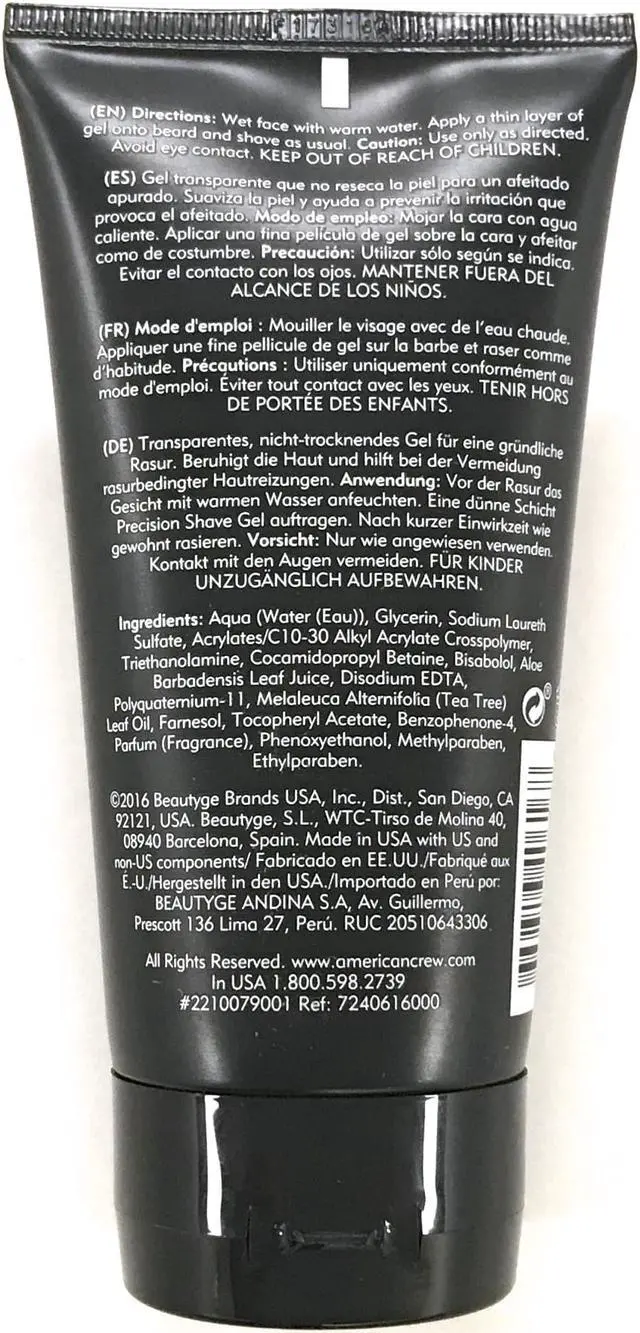 (EN) Directions: Wet face with warm water. Apply a thin layer of
gel onto beard and shave as usual. Caution: Use only as directed.
Avoid eye contact. KEEP OUT OF REACH OF CHILDREN.
(ES) Gel transparente que no reseca la piel para un afeitado
apurado. Suaviza la piel y ayuda a prevenir la irritación que
provoca el afeitado. Modo de empleo: Mojar la cara con agua
caliente. Aplicar una fina película de gel sobre la cara y afeitar
como de costumbre. Precaución: Utilizar sólo según se indica.
Evitar el contacto con los ojos. MANTENER FUERA DEL
ALCANCE DE LOS NIÑOS.
(FR) Mode d'emploi : Mouiller le visage avec de l'eau chaude.
Appliquer une fine pellicule de gel sur la barbe et raser comme
d'habitude. Précautions : Utiliser uniquement conformément au
mode d'emploi. Éviter tout contact avec les yeux. TENIR HORS
DE PORTÉE DES ENFANTS.
(DE) Transparentes, nicht-trocknendes Gel für eine gründliche
Rasur. Beruhigt die Haut und hilft bei der Vermeidung
rasurbedingter Hautreizungen. Anwendung: Vor der Rasur das
Gesicht mit warmen Wasser anfeuchten. Eine dünne Schicht
Precision Shave Gel auftragen. Nach kurzer Einwirkzeit wie
gewohnt rasieren. Vorsicht: Nur wie angewiesen verwenden.
Kontakt mit den Augen vermeiden. FÜR KINDER
UNZUGÄNGLICH AUFBEWAHREN.
Ingredients: Aqua (Water (Eau)), Glycerin, Sodium Laureth
Sulfate, Acrylates/C10-30 Alkyl Acrylate Crosspolymer,
Triethanolamine, Cocamidopropyl Betaine, Bisabolol, Aloe
Barbadensis Leaf Juice, Disodium EDTA,
Polyquaternium-11, Melaleuca Alternifolia (Tea Tree)
Leaf Oil, Farnesol, Tocopheryl Acetate, Benzophenone-4,
Parfum (Fragrance), Phenoxyethanol, Methylparaben,
Ethylparaben.
©2016 Beautyge Brands USA, Inc., Dist., San Diego, CA
92121, USA. Beautyge, S.L., WTC-Tirso de Molina 40,
08940 Barcelona, Spain. Made in USA with US and
non-US components/ Fabricado en EE.UU./Fabriqué aux
É.-U./Hergestellt in den USA./Importado en Perú por:
BEAUTYGE ANDINA S.A, Av. Guillermo,
Prescott 136 Lima 27, Perú. RUC 20510643306
All Rights Reserved. www.americancrew.com
In USA 1.800.598.2739
#2210079001 Ref: 7240616000